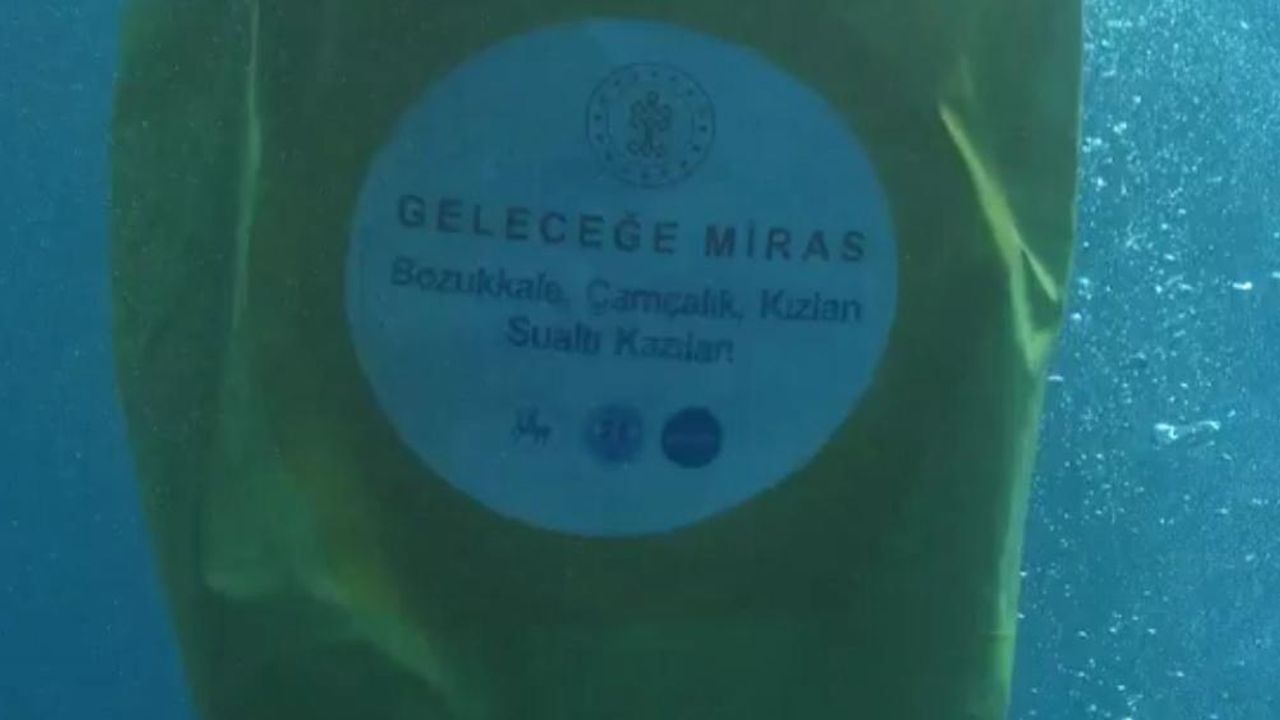 GELECEĞE MİRAS
Bozukkale, Çamçalık, Kızlan
Sualtı Kazıları